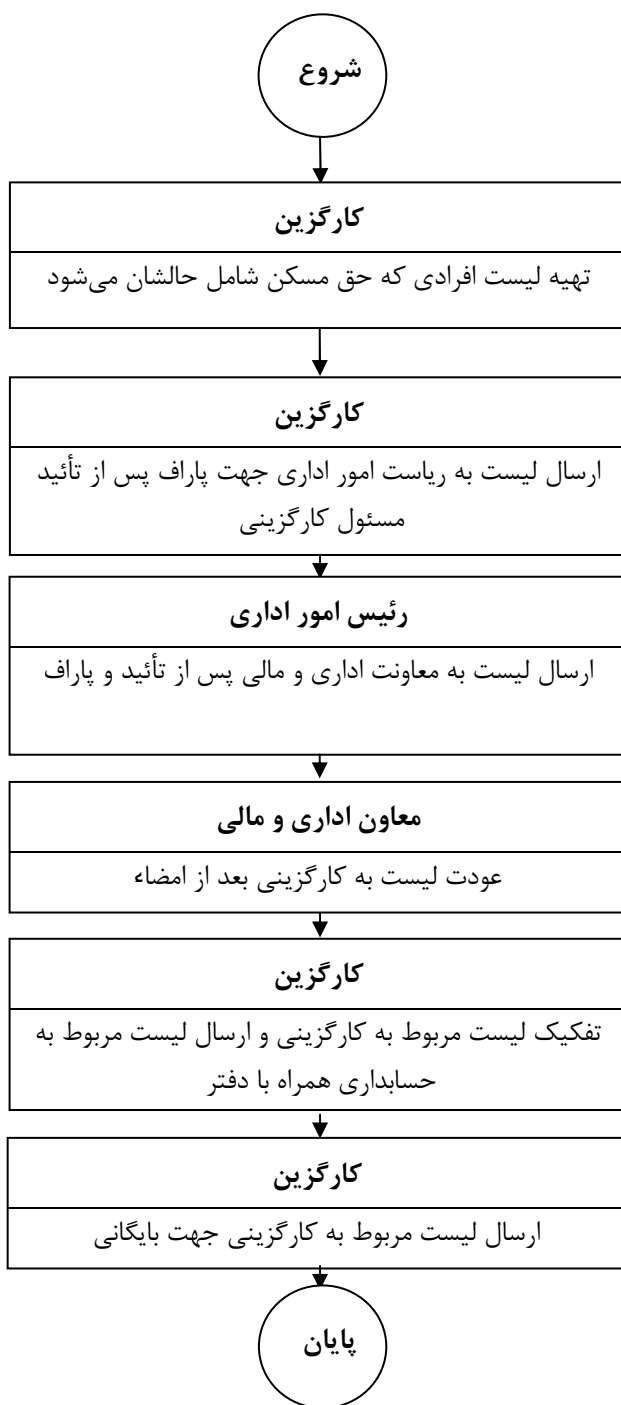 شروع
کارگزین
تهیه لیست افرادی که حق مسکن شامل حالشان می‌شود
کارگزین
ارسال لیست به ریاست امور اداری جهت پاراف پس از تأئید
مسئول کارگزینی
رئیس امور اداری
ارسال لیست به معاونت اداری و مالی پس از تأئید و پاراف
معاون اداری و مالی
عودت لیست به کارگزینی بعد از امضاء
کارگزین
تفکیک لیست مربوط به کارگزینی و ارسال لیست مربوط به
حسابداری همراه با دفتر
کارگزین
ارسال لیست مربوط به کارگزینی جهت بایگانی
پایان